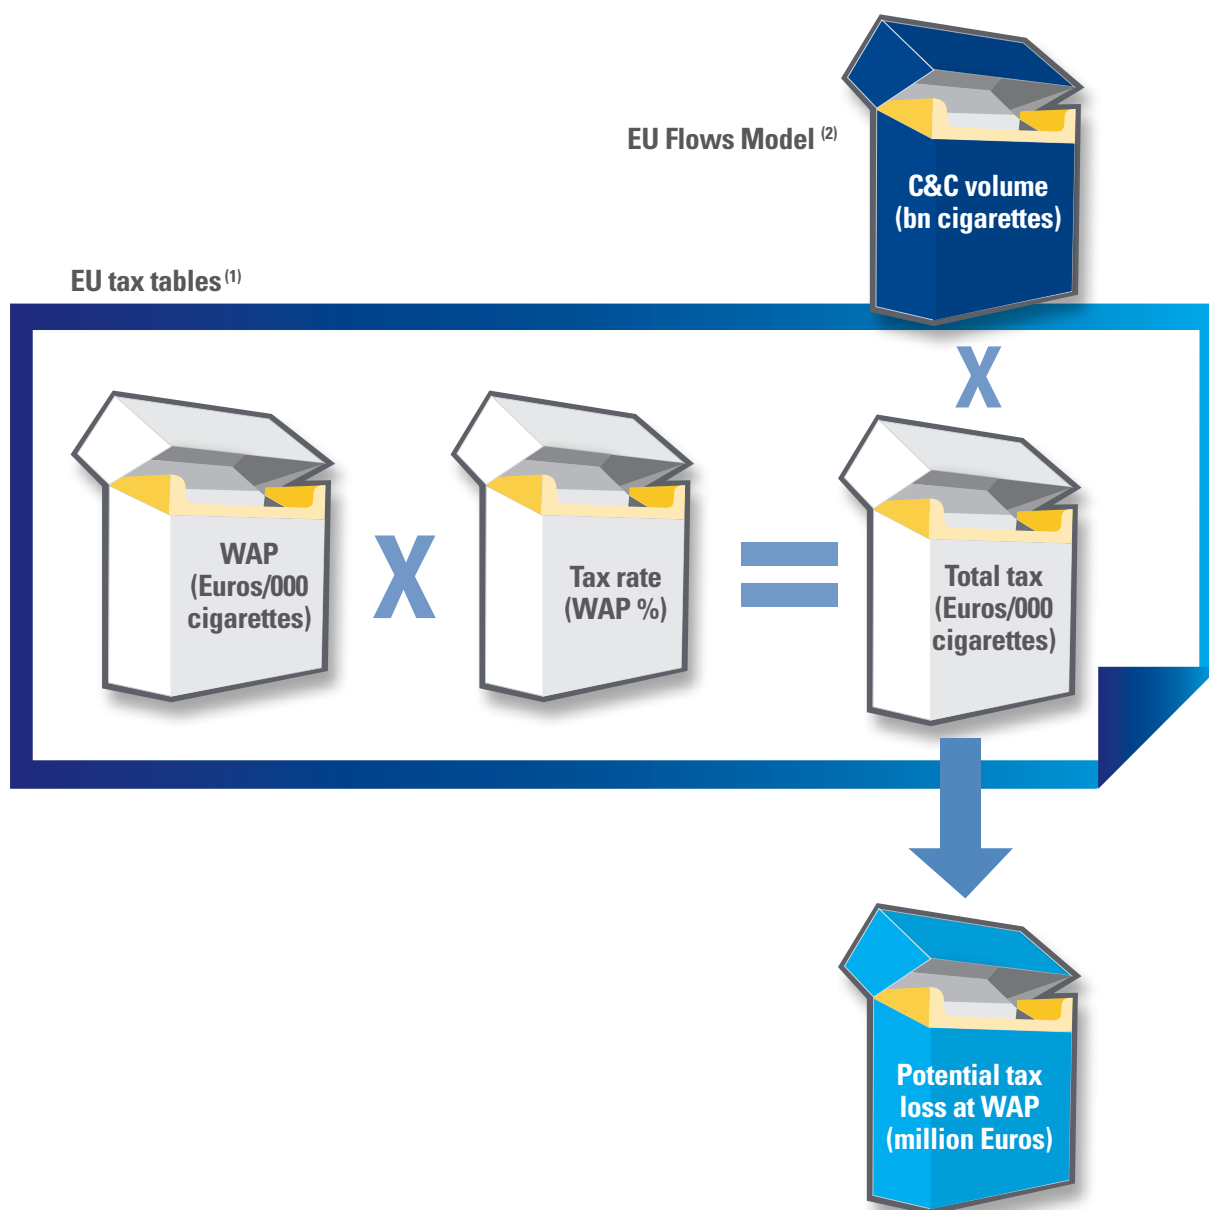 EU Flows Model (2)
C&C volume
(bn cigarettes)
EU tax tables (1)
X
WAP
(Euros/000
cigarettes)
X
Tax rate
(WAP %)
=
Total tax
(Euros/000
cigarettes)
Potential tax
loss at WAP
(million Euros)